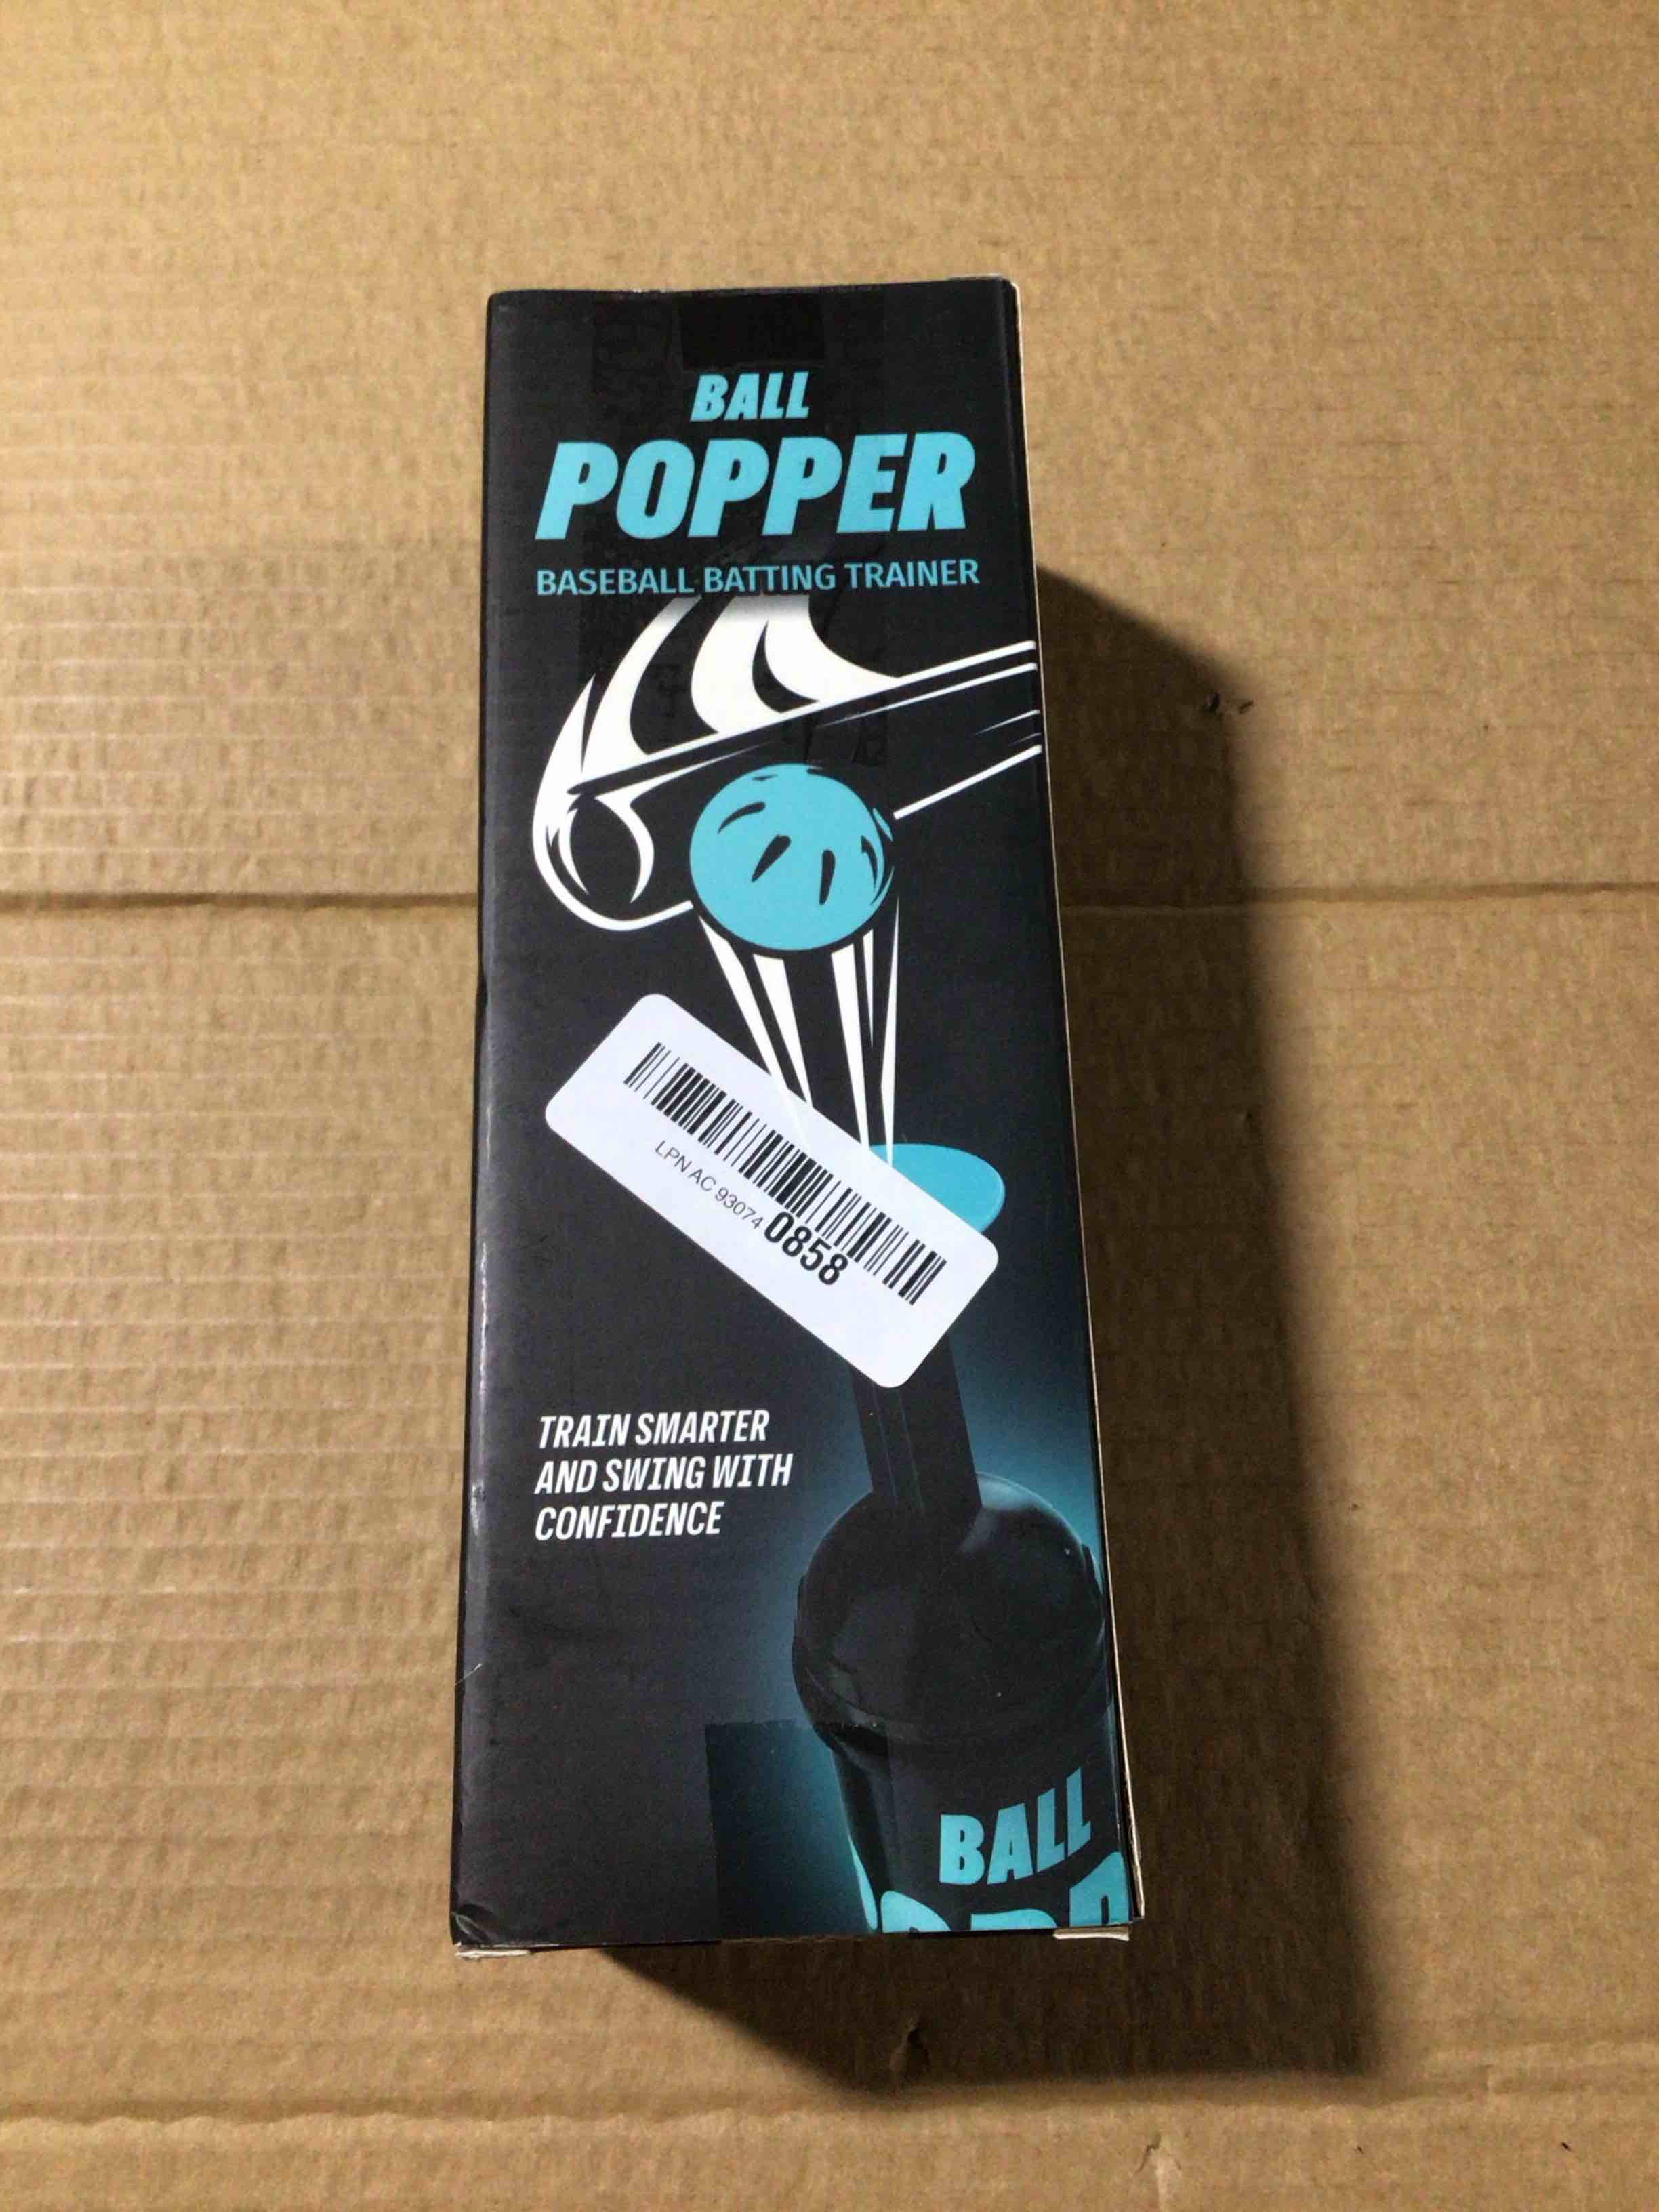 BALL
POPPER
BASEBALL BATTING TRAINER
LPN AC 93074 0858
TRAIN SMARTER
AND SWING WITH
CONFIDENCE
BALL